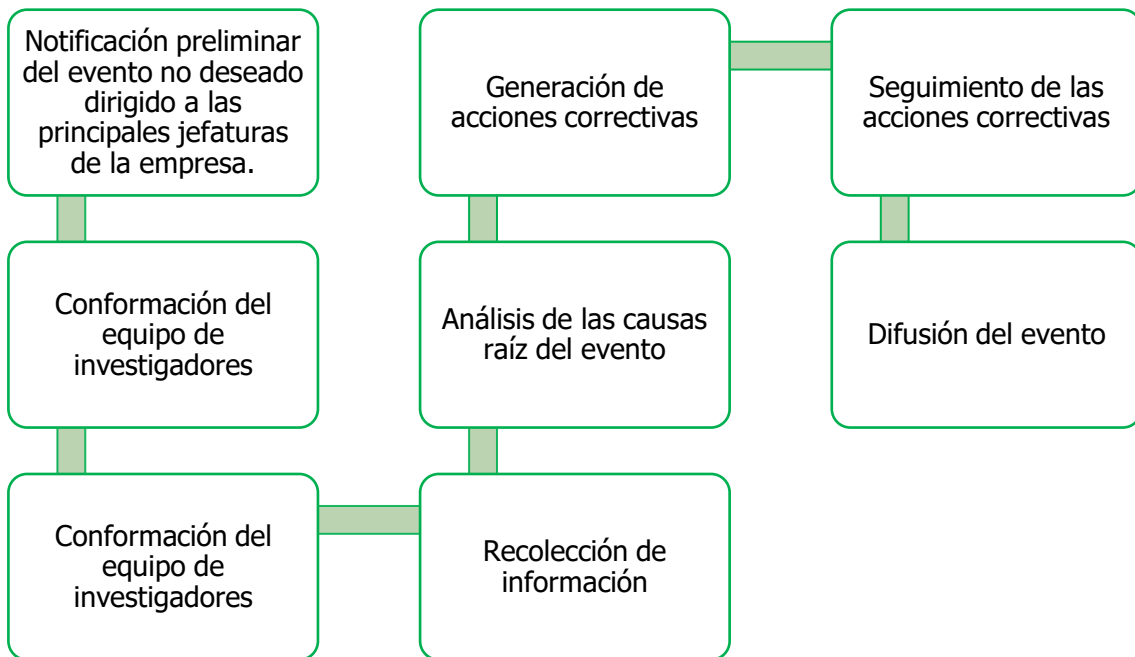 Notificación preliminar
del evento no deseado
dirigido a las
principales jefaturas
de la empresa.
Conformación del
equipo de
investigadores
Conformación del
equipo de
investigadores
Recolección de
información
Análisis de las causas
raíz del evento
Generación de
acciones correctivas
Seguimiento de las
acciones correctivas
Difusión del evento